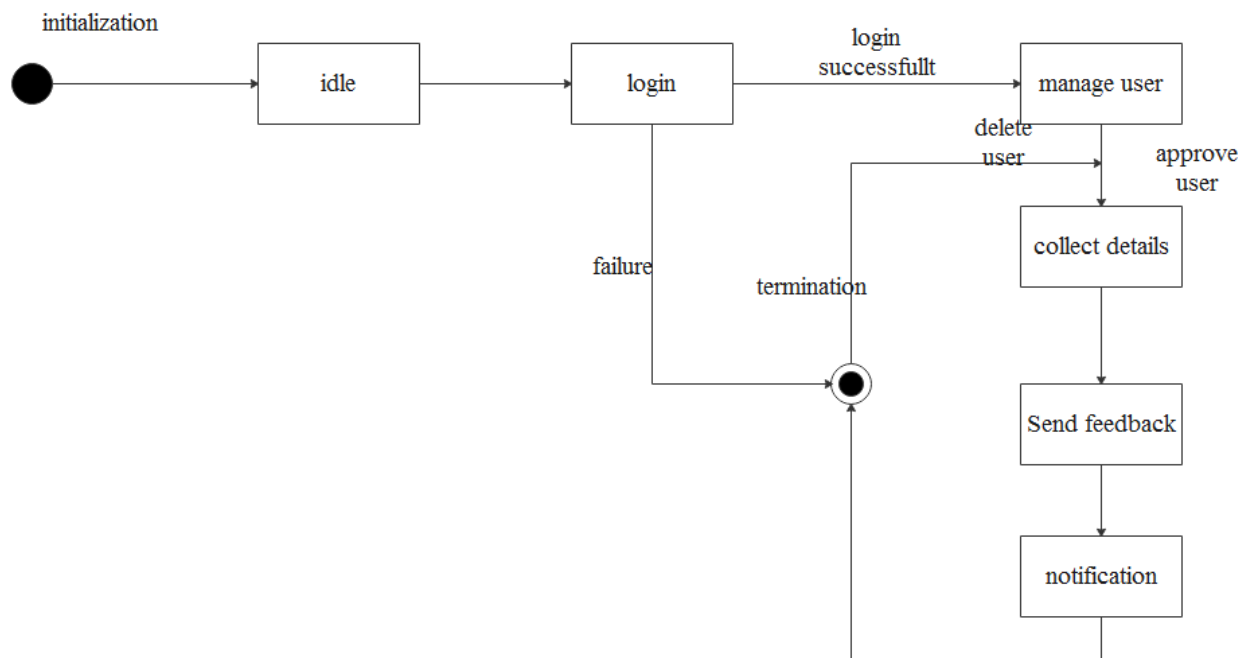 initialization
idle
login
login
successfullt
manage user
delete
user
approve
user
collect details
failure
termination
Send feedback
notification